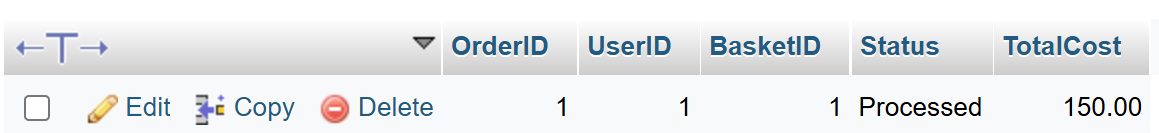 ←T→ OrderID UserID BasketID Status TotalCost
Edit Copy Delete 1 1 1 Processed 150.00